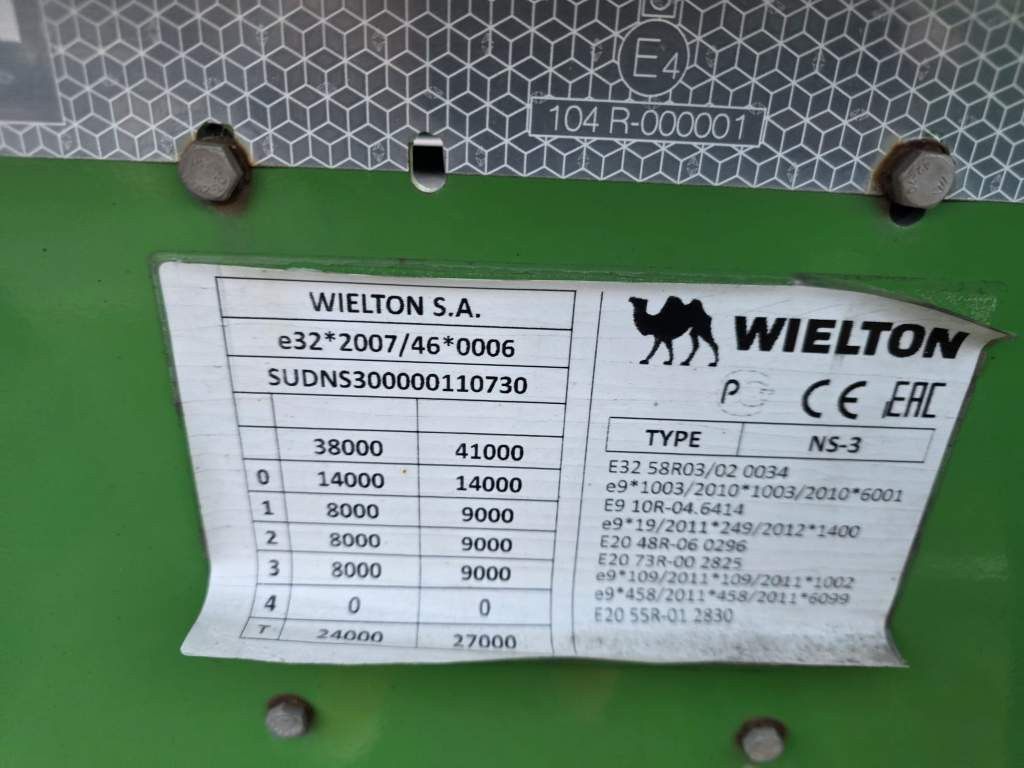 E4
104 R-000001
WIELTON S.A.
e32*2007/46*0006
SUDNS300000110730
38000 41000
0 14000 14000
1 8000 9000
2 8000 9000
3 8000 9000
4 0 0
T 24000 27000
WIELTON
P CE EAC
TYPE NS-3
E32 58R03/02 0034
e9*1003/2010*1003/2010*6001
E9 10R-04.6414
e9*19/2011*249/2012*1400
E20 48R-06 0296
E20 73R-00 2825
e9*109/2011*109/2011*1002
e9*458/2011*458/2011*6099
E20 55R-01 2830